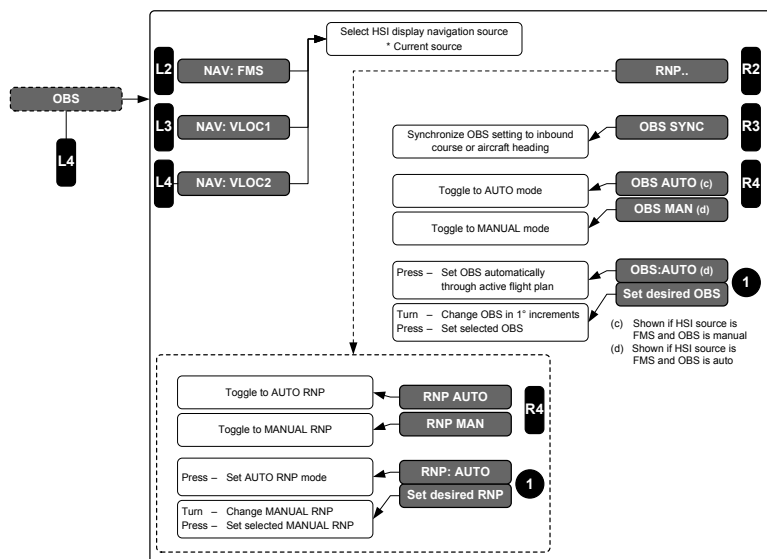 Select HSI display navigation source
* Current source
L2
NAV: FMS
RNP..
R2
OBS
L3
NAV: VLOC1
Synchronize OBS setting to inbound
course or aircraft heading
OBS SYNC
R3
L4
L4
NAV: VLOC2
Toggle to AUTO mode
OBS AUTO (c)
R4
Toggle to MANUAL mode
OBS MAN (d)
Press – Set OBS automatically
through active flight plan
OBS:AUTO (d)
1
Turn – Change OBS in 1° increments
Press – Set selected OBS
Set desired OBS
(c) Shown if HSI source is
FMS and OBS is manual
(d) Shown if HSI source is
FMS and OBS is auto
Toggle to AUTO RNP
RNP AUTO
R4
Toggle to MANUAL RNP
RNP MAN
Press – Set AUTO RNP mode
RNP: AUTO
1
Turn – Change MANUAL RNP
Press – Set selected MANUAL RNP
Set desired RNP